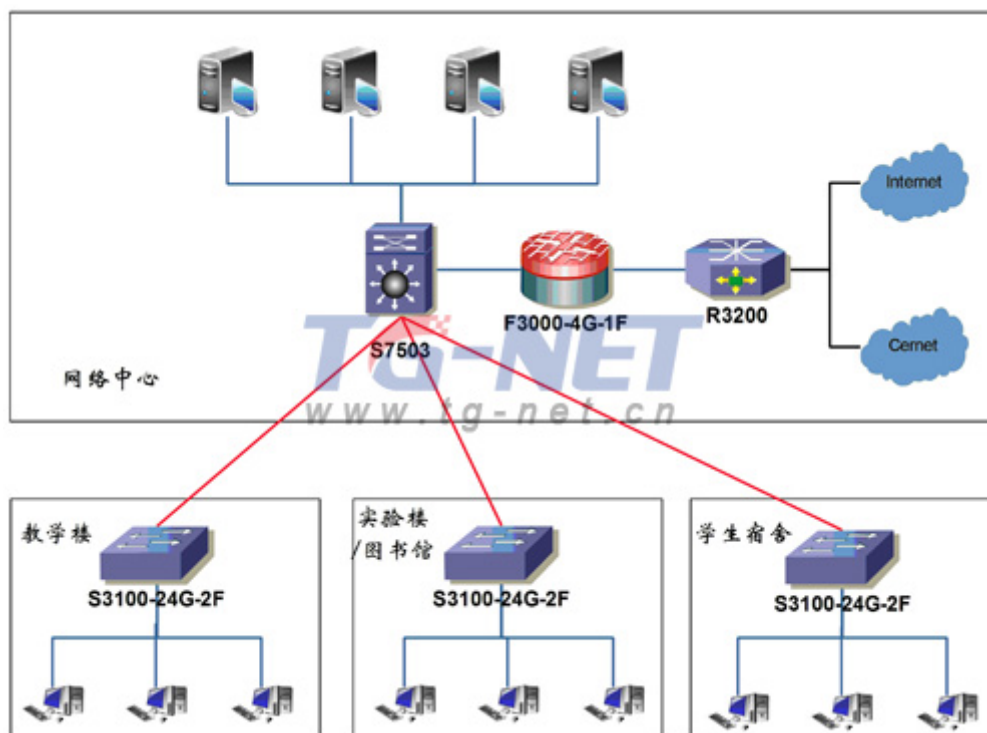 Internet
F3000-4G-1F
R3200
S7503
Cernet
TG-NET
网络中心
www.tg-net.cn
教学楼
S3100-24G-2F
实验楼
/图书馆
S3100-24G-2F
学生宿舍
S3100-24G-2F